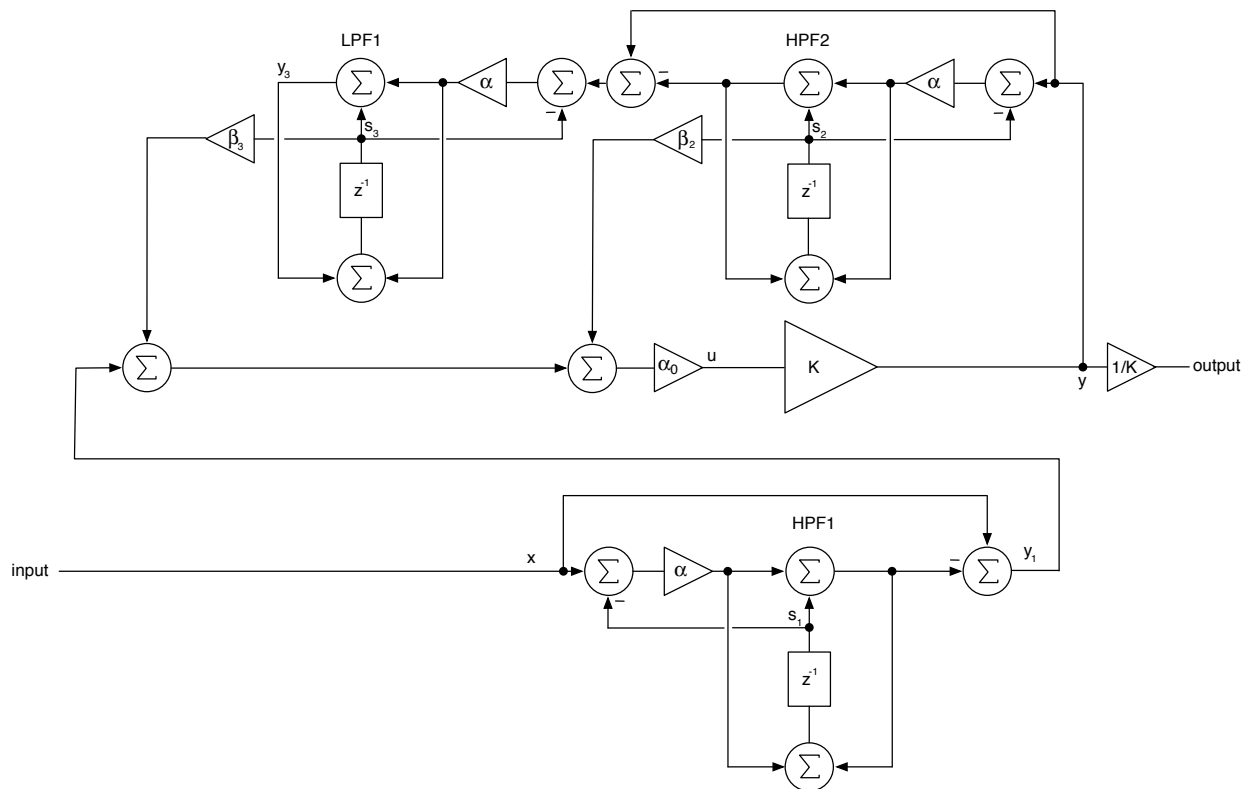 LPF1
HPF2
y₃
Σ
α
Σ
Σ
–
Σ
α
Σ
–
s₃
–
s₂
β₃
β₂
z⁻¹
z⁻¹
Σ
Σ
Σ
Σ
α₀
u
K
y
1/K
output
HPF1
input
x
Σ
–
α
Σ
–
Σ
y₁
s₁
z⁻¹
Σ